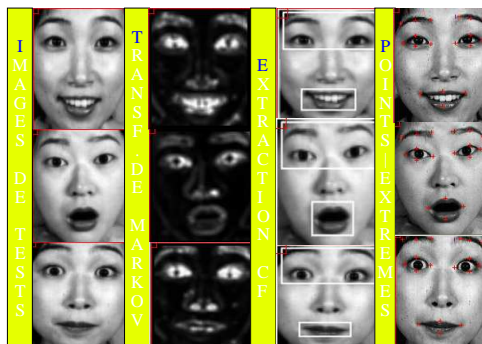 IMAGES DE TESTS
TRANSF. DE MARKOV
EXTRACTION CF
POINTS EXTREMES